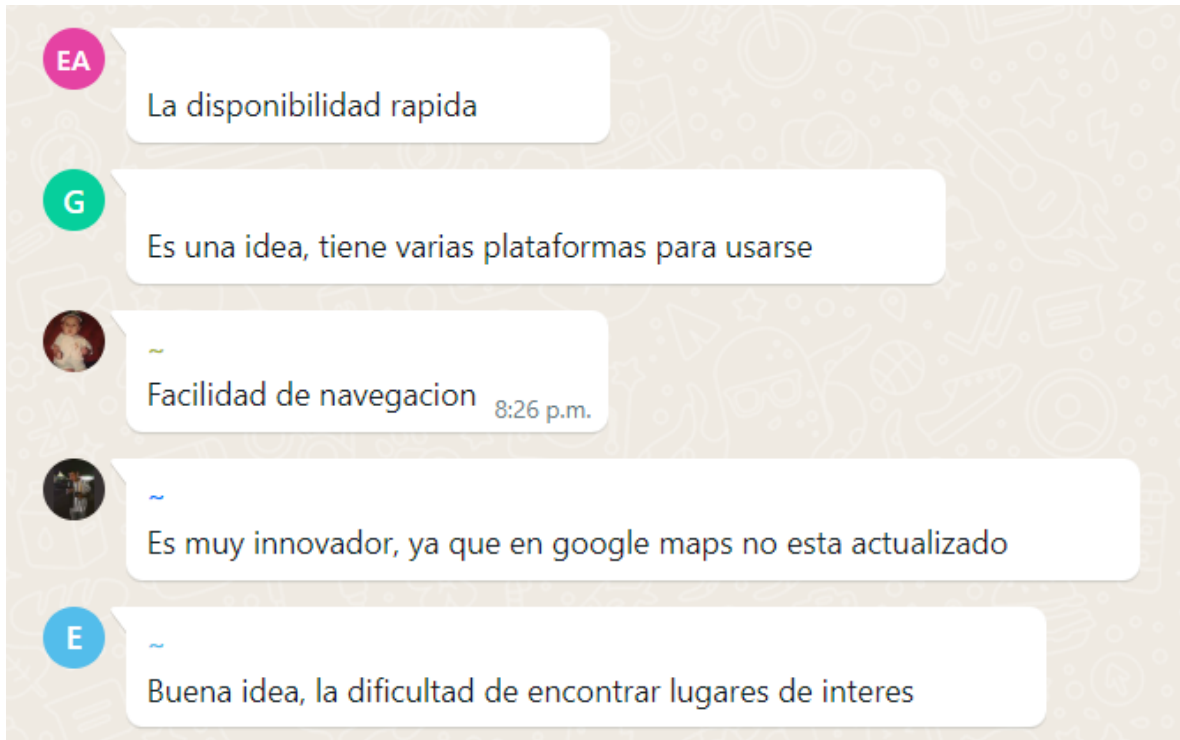 EA
La disponibilidad rapida
G
Es una idea, tiene varias plataformas para usarse
~
Facilidad de navegacion 8:26 p.m.
~
Es muy innovador, ya que en google maps no esta actualizado
E
~
Buena idea, la dificultad de encontrar lugares de interes